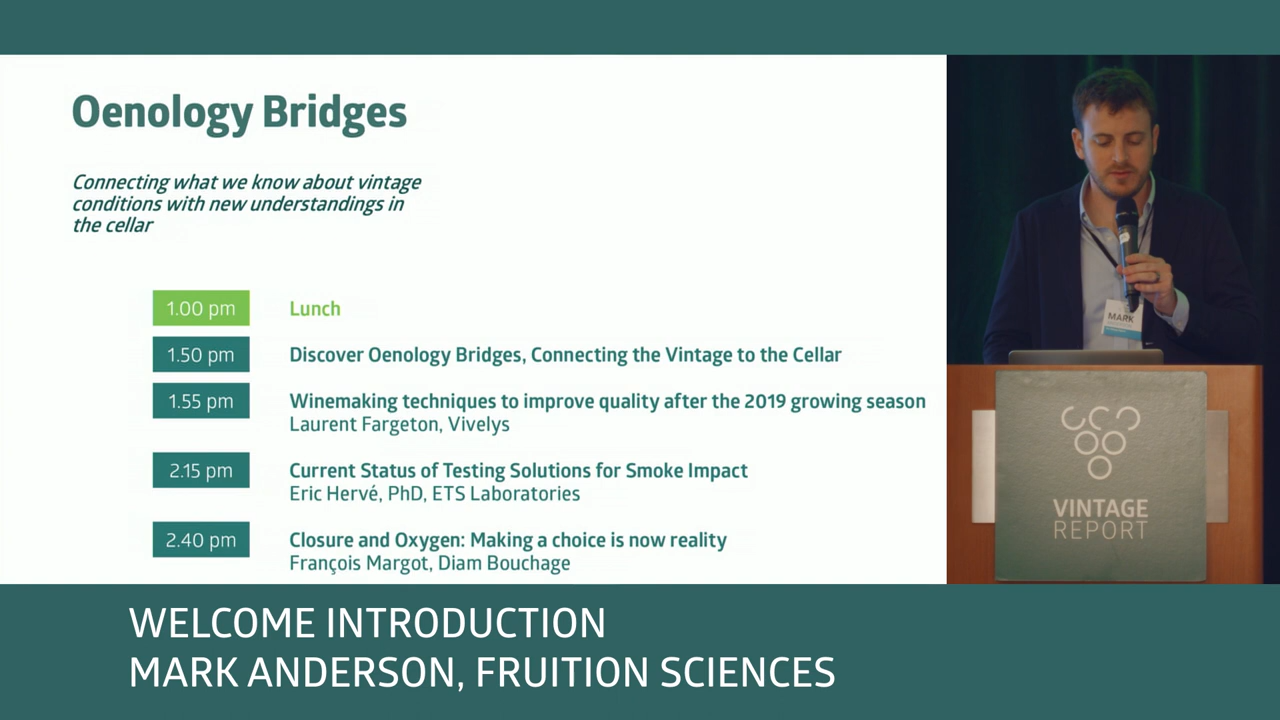 Oenology Bridges
Connecting what we know about vintage
conditions with new understandings in
the cellar
1.00 pm Lunch
1.50 pm Discover Oenology Bridges, Connecting the Vintage to the Cellar
1.55 pm Winemaking techniques to improve quality after the 2019 growing season
Laurent Fargeton, Vivelys
2.15 pm Current Status of Testing Solutions for Smoke Impact
Eric Hervé, PhD, ETS Laboratories
2.40 pm Closure and Oxygen: Making a choice is now reality
François Margot, Diam Bouchage
MARK
VINTAGE
REPORT
WELCOME INTRODUCTION
MARK ANDERSON, FRUITION SCIENCES